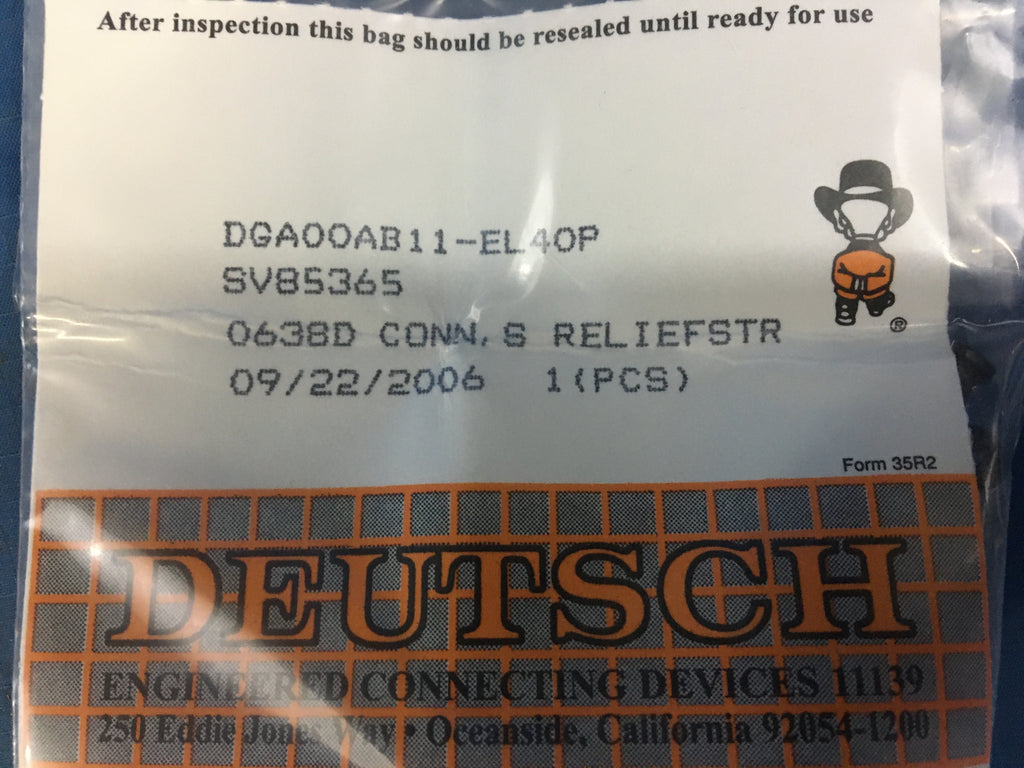 After inspection this bag should be resealed until ready for use
DGA00AB11-EL40P
SV85365
0638D CONN, S RELIEFSTR
09/22/2006 1(PCS)
®
Form 35R2
DEUTSCH
ENGINEERED CONNECTING DEVICES 11139
250 Eddie Jones Way • Oceanside, California 92054-1200